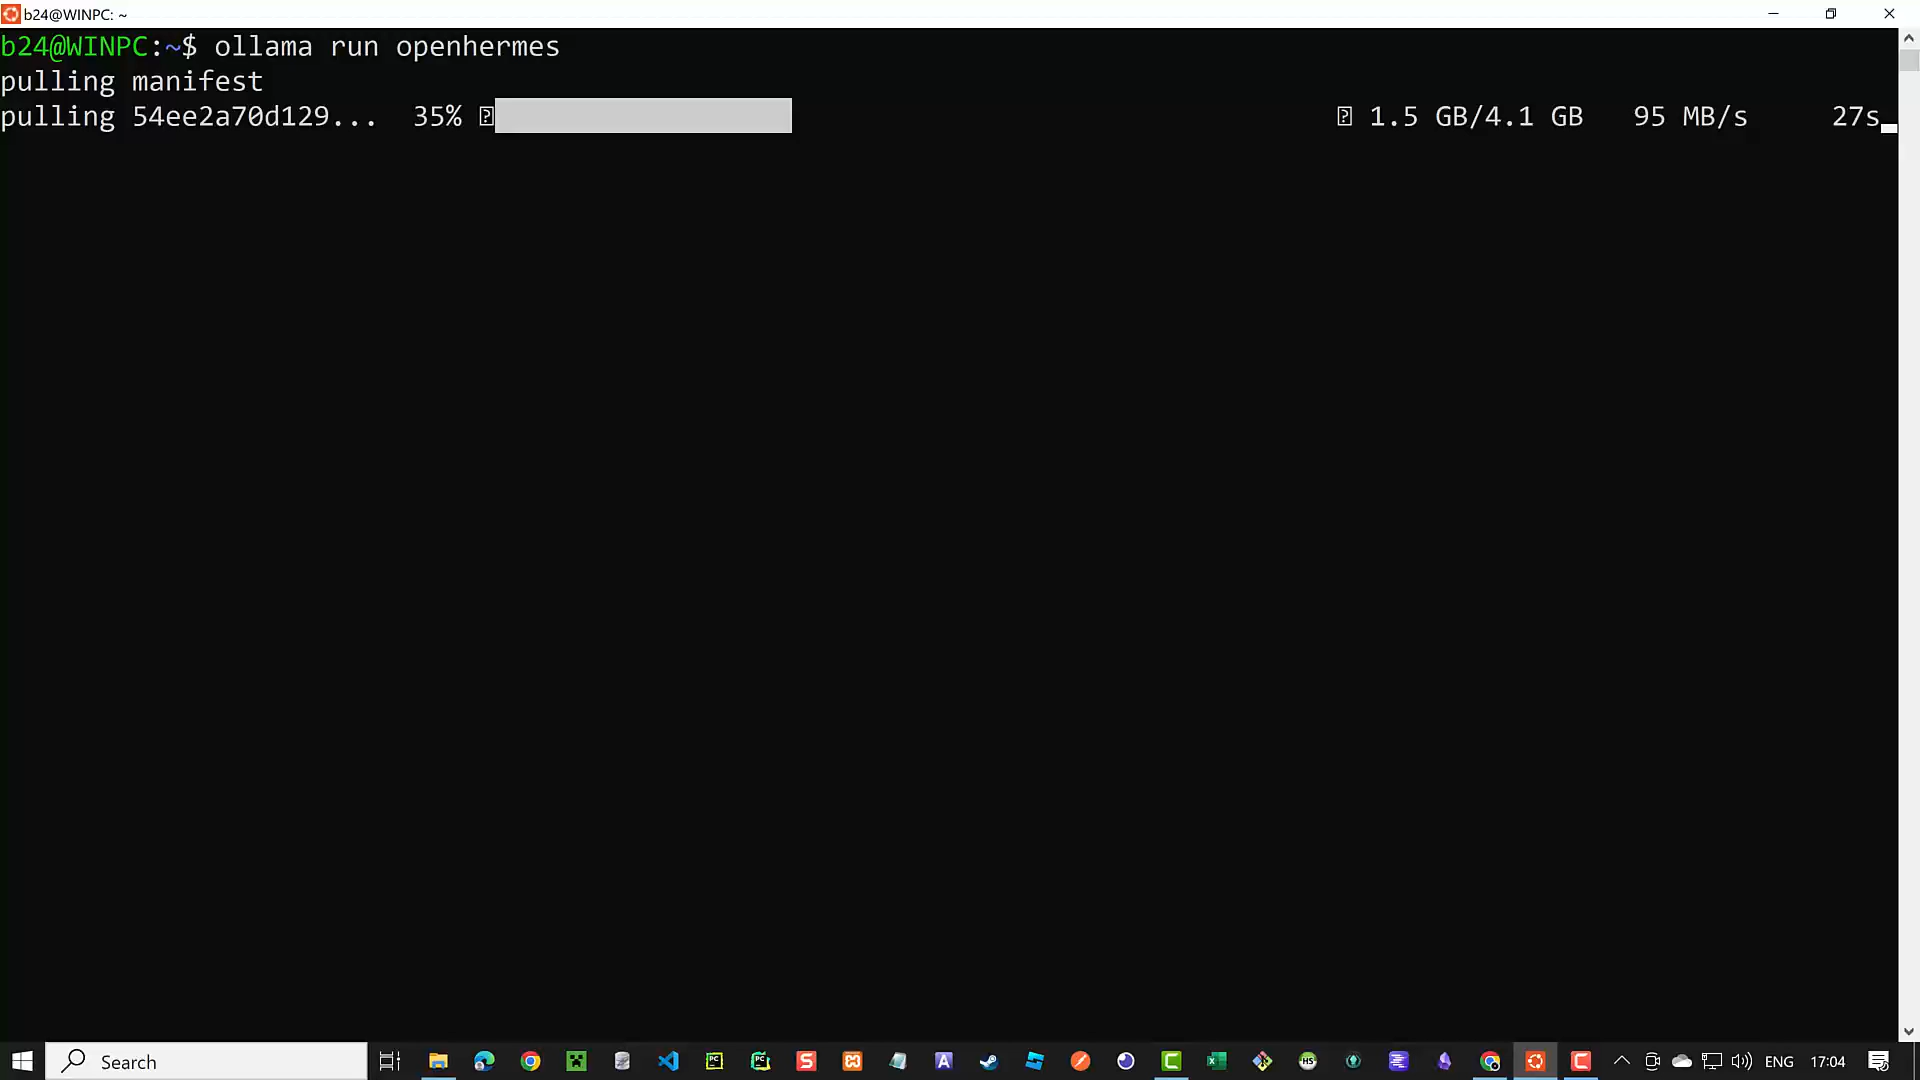 b24@WINPC: ~
b24@WINPC:~$ ollama run openhermes
pulling manifest
pulling 54ee2a70d129... 35% 1.5 GB/4.1 GB 95 MB/s 27s
Search
ENG
17:04